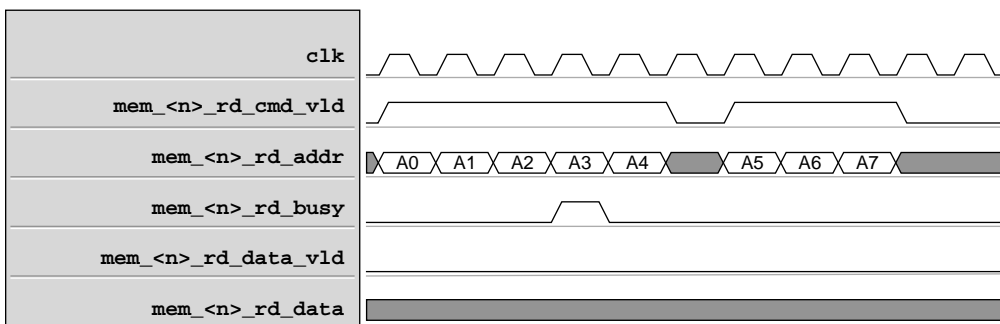 clk
mem_<n>_rd_cmd_vld
mem_<n>_rd_addr A0 A1 A2 A3 A4 A5 A6 A7
mem_<n>_rd_busy
mem_<n>_rd_data_vld
mem_<n>_rd_data